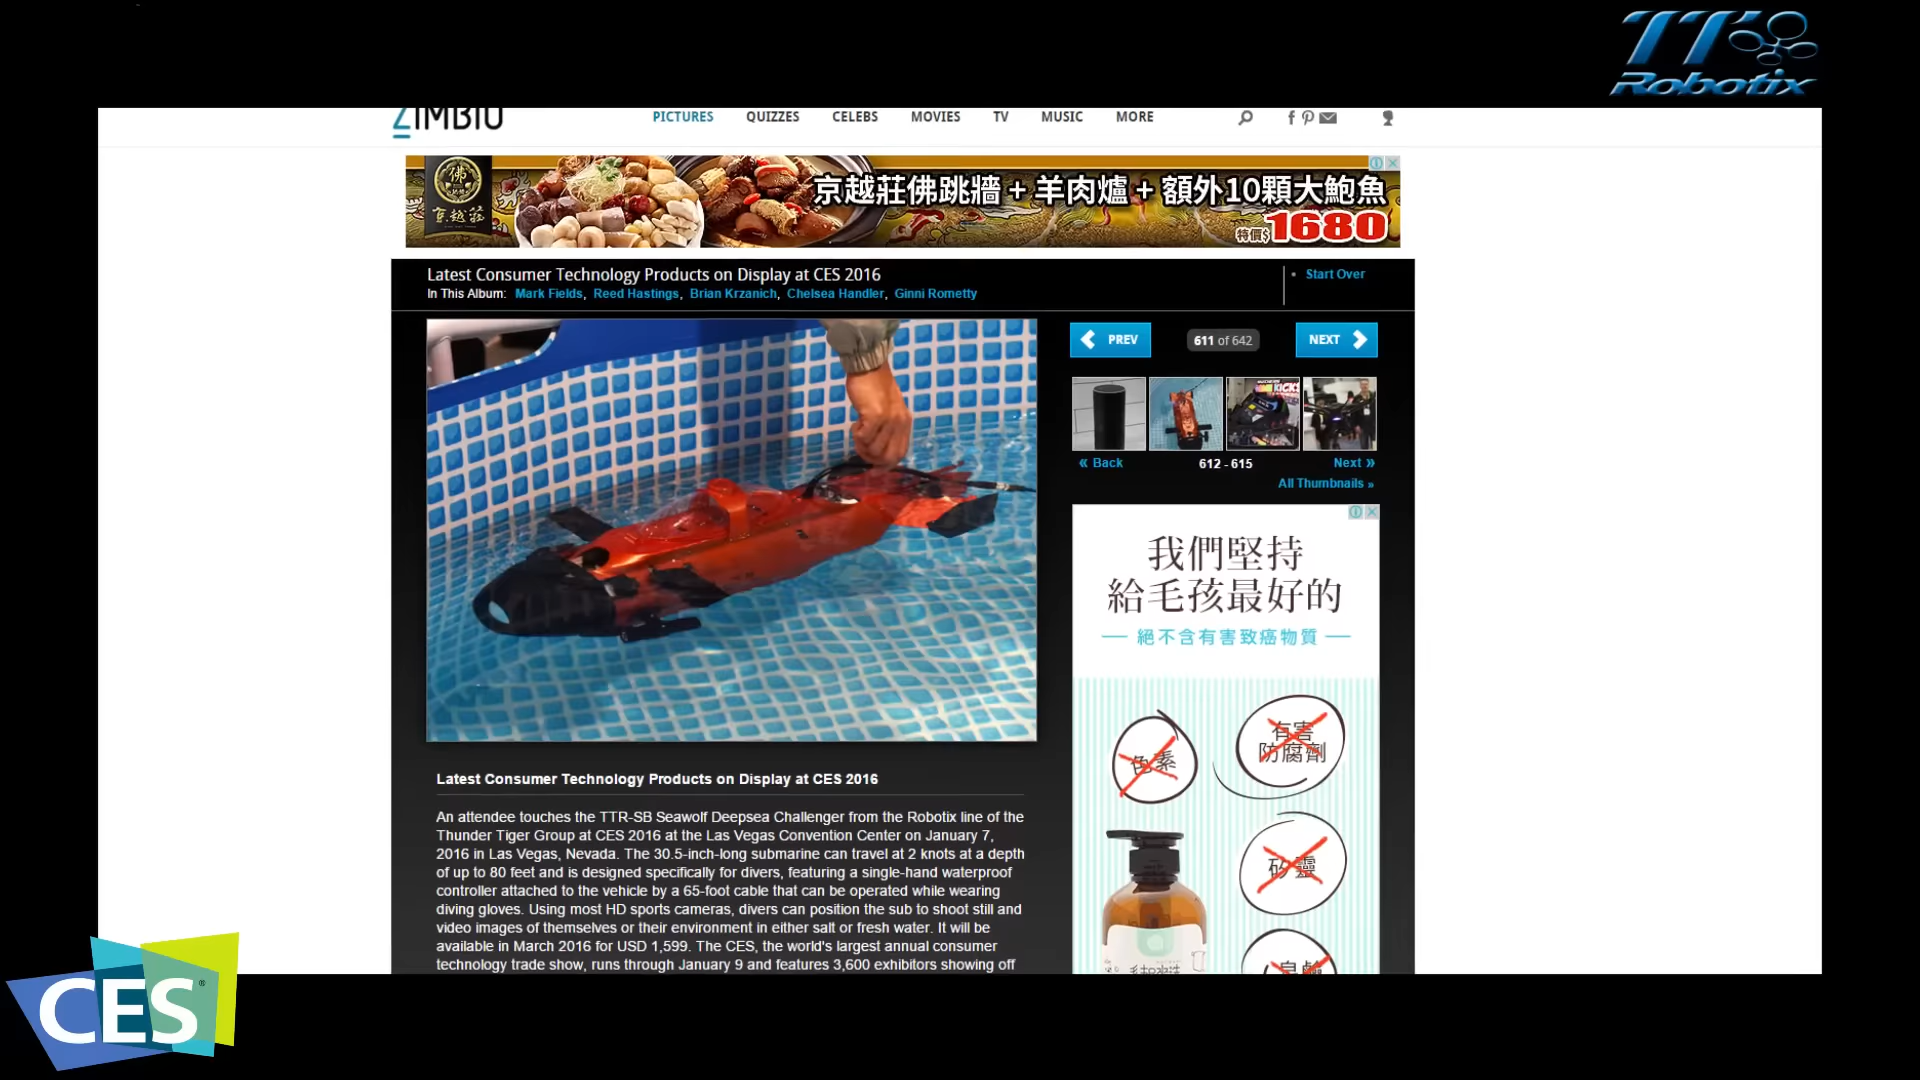 TT Robotix
ZIMBIO
PICTURES QUIZZES CELEBS MOVIES TV MUSIC MORE
佛
京越莊
京越莊佛跳牆 + 羊肉爐 + 額外10顆大鮑魚
特價$1680
Latest Consumer Technology Products on Display at CES 2016
In This Album: Mark Fields, Reed Hastings, Brian Krzanich, Chelsea Handler, Ginni Rometty
Start Over
PREV
611 of 642
NEXT
« Back
612 - 615
Next »
All Thumbnails »
我們堅持
給毛孩最好的
絕不含有害致癌物質
色素
有害
防腐劑
矽靈
皂鹼
Latest Consumer Technology Products on Display at CES 2016
An attendee touches the TTR-SB Seawolf Deepsea Challenger from the Robotix line of the
Thunder Tiger Group at CES 2016 at the Las Vegas Convention Center on January 7,
2016 in Las Vegas, Nevada. The 30.5-inch-long submarine can travel at 2 knots at a depth
of up to 80 feet and is designed specifically for divers, featuring a single-hand waterproof
controller attached to the vehicle by a 65-foot cable that can be operated while wearing
diving gloves. Using most HD sports cameras, divers can position the sub to shoot still and
video images of themselves or their environment in either salt or fresh water. It will be
available in March 2016 for USD 1,599. The CES, the world's largest annual consumer
technology trade show, runs through January 9 and features 3,600 exhibitors showing off
CES®